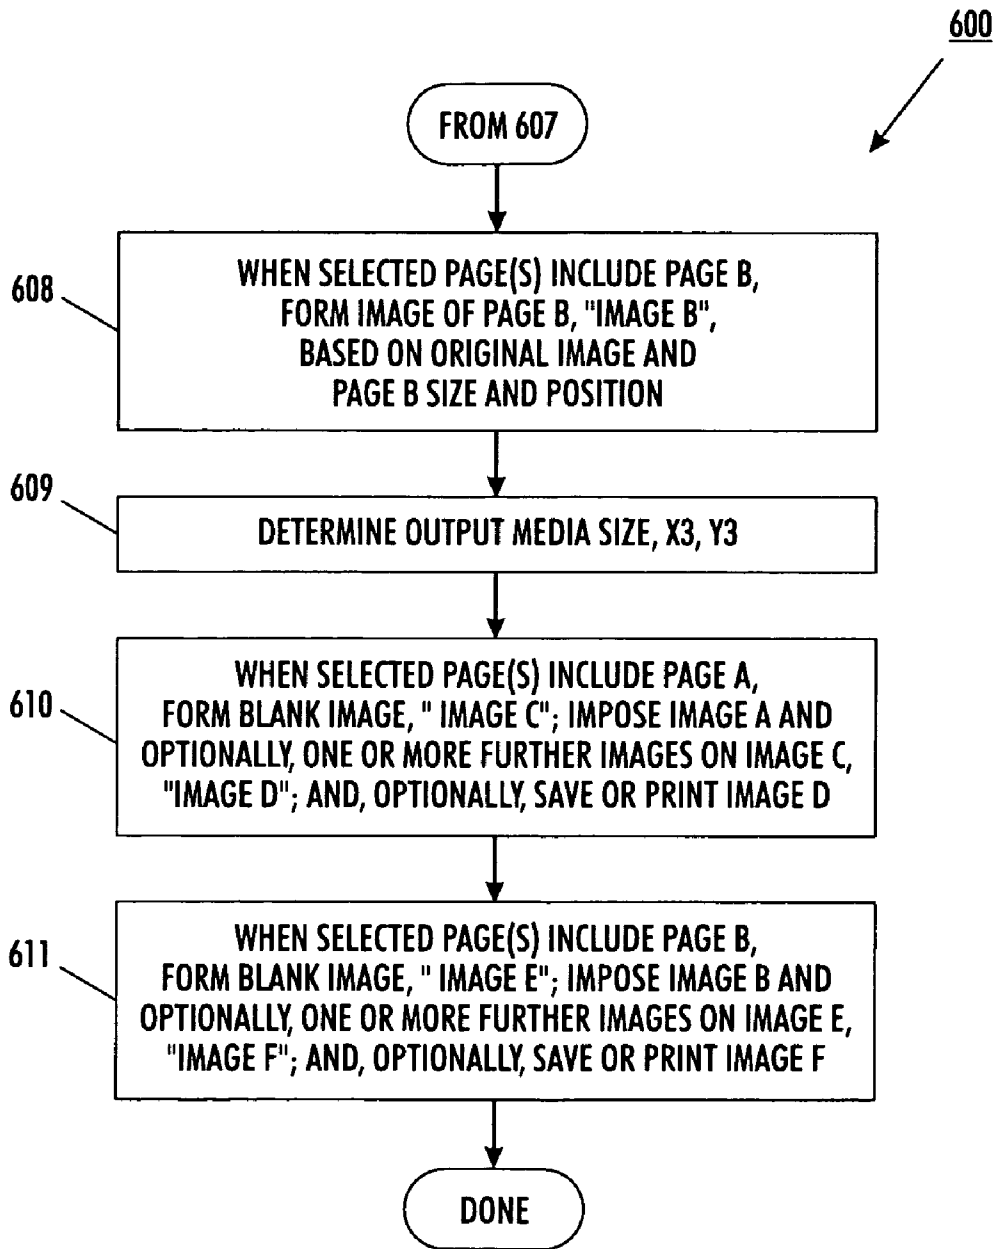 600
FROM 607
608
WHEN SELECTED PAGE(S) INCLUDE PAGE B,
FORM IMAGE OF PAGE B, "IMAGE B",
BASED ON ORIGINAL IMAGE AND
PAGE B SIZE AND POSITION
609
DETERMINE OUTPUT MEDIA SIZE, X3, Y3
610
WHEN SELECTED PAGE(S) INCLUDE PAGE A,
FORM BLANK IMAGE, " IMAGE C"; IMPOSE IMAGE A AND
OPTIONALLY, ONE OR MORE FURTHER IMAGES ON IMAGE C,
"IMAGE D"; AND, OPTIONALLY, SAVE OR PRINT IMAGE D
611
WHEN SELECTED PAGE(S) INCLUDE PAGE B,
FORM BLANK IMAGE, " IMAGE E"; IMPOSE IMAGE B AND
OPTIONALLY, ONE OR MORE FURTHER IMAGES ON IMAGE E,
"IMAGE F"; AND, OPTIONALLY, SAVE OR PRINT IMAGE F
DONE